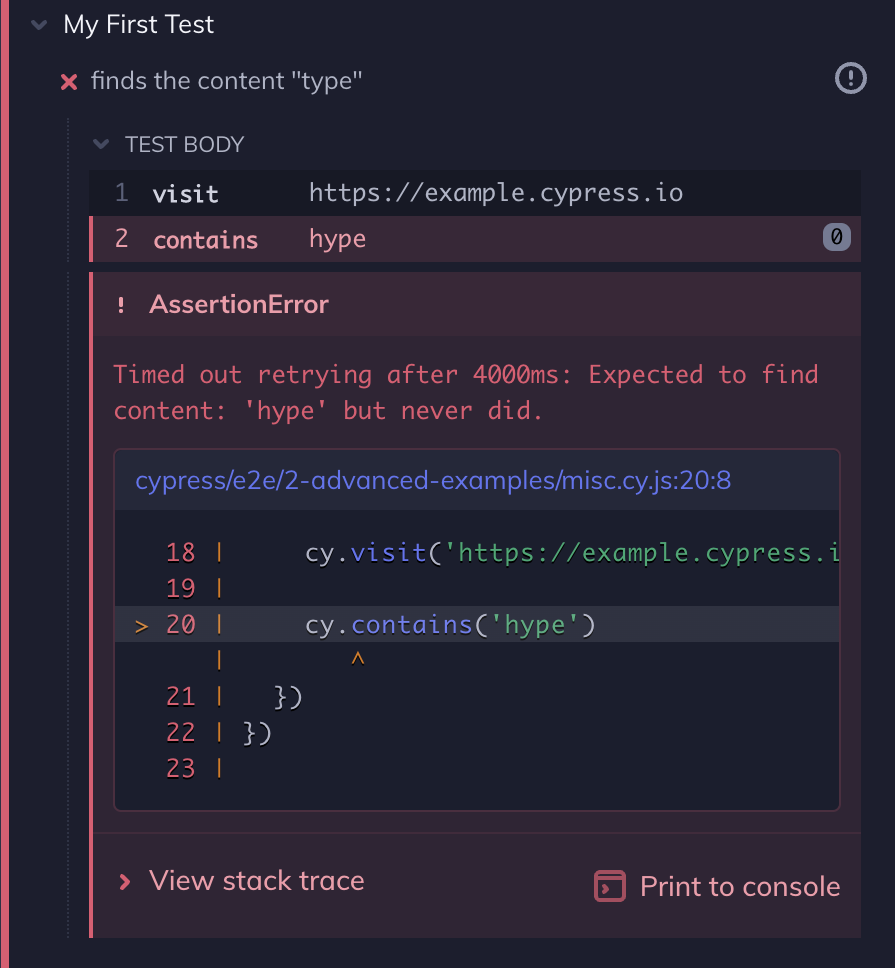 My First Test
finds the content "type"
TEST BODY
1 visit https://example.cypress.io
2 contains hype 0
! AssertionError
Timed out retrying after 4000ms: Expected to find
content: 'hype' but never did.
cypress/e2e/2-advanced-examples/misc.cy.js:20:8
18 |     cy.visit('https://example.cypress.i
19 |
> 20 |     cy.contains('hype')
|        ^
21 |   })
22 | })
23 |
View stack trace
Print to console